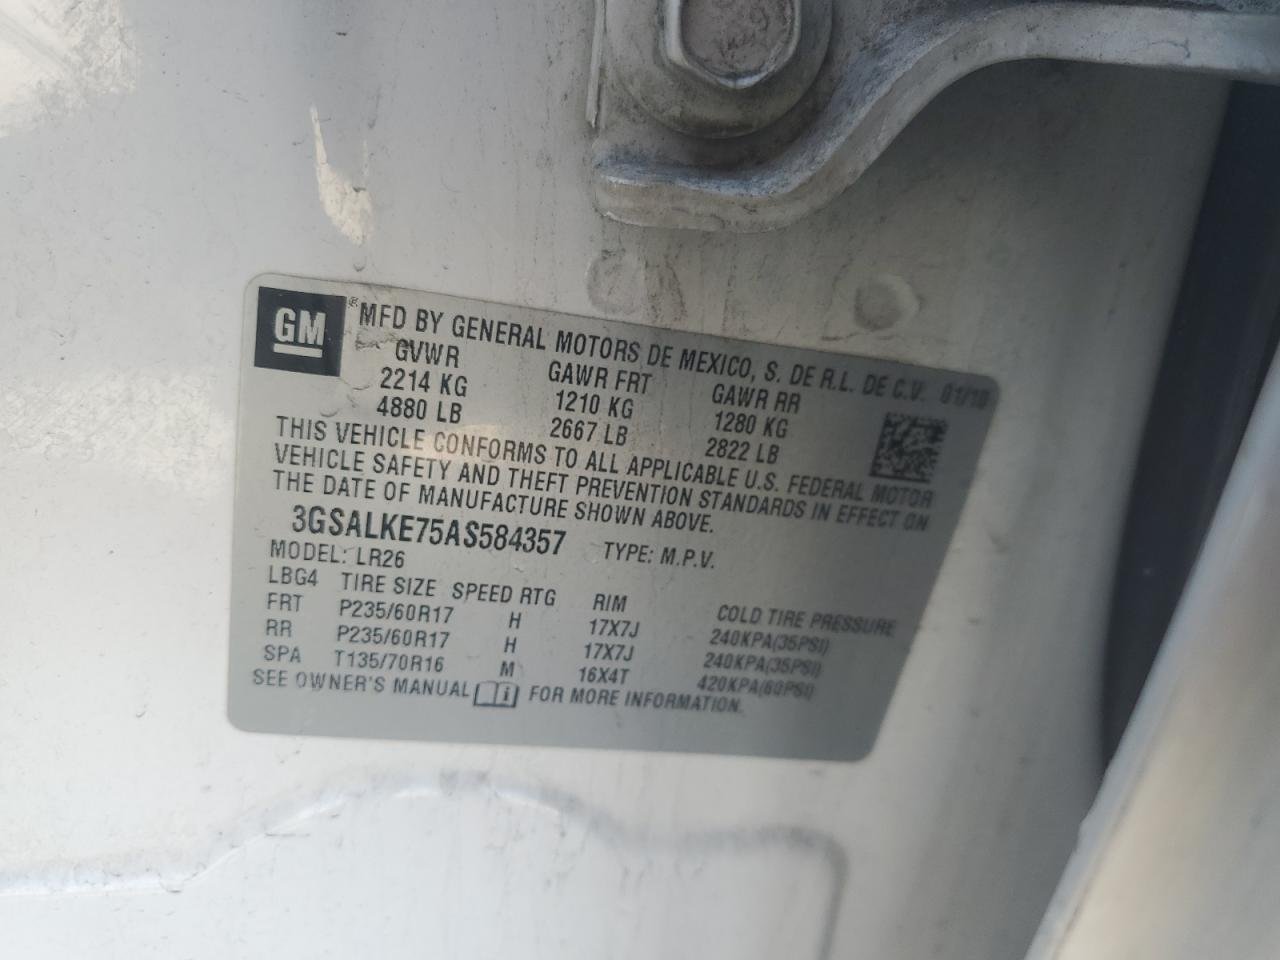 GM ® MFD BY GENERAL MOTORS DE MEXICO, S. DE R.L. DE C.V. 01/10
GVWR GAWR FRT GAWR RR
2214 KG 1210 KG 1280 KG
4880 LB 2667 LB 2822 LB
THIS VEHICLE CONFORMS TO ALL APPLICABLE U.S. FEDERAL MOTOR
VEHICLE SAFETY AND THEFT PREVENTION STANDARDS IN EFFECT ON
THE DATE OF MANUFACTURE SHOWN ABOVE.
3GSALKE75AS584357 TYPE: M.P.V.
MODEL: LR26
LBG4 TIRE SIZE SPEED RTG RIM COLD TIRE PRESSURE
FRT P235/60R17 H 17X7J 240KPA(35PSI)
RR P235/60R17 H 17X7J 240KPA(35PSI)
SPA T135/70R16 M 16X4T 420KPA(60PSI)
SEE OWNER'S MANUAL i FOR MORE INFORMATION.